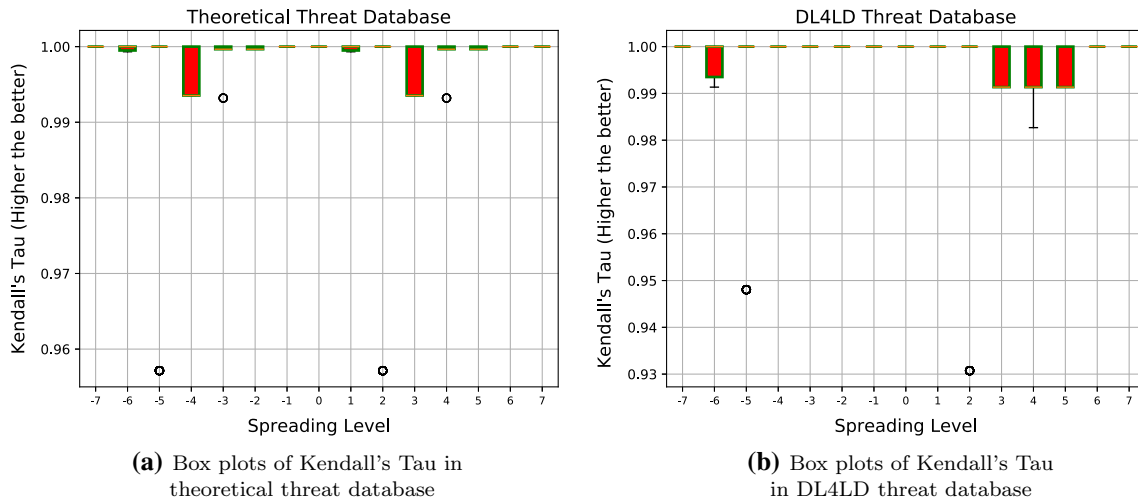 Theoretical Threat Database
Kendall's Tau (Higher the better)
1.00
0.99
0.98
0.97
0.96
-7 -6 -5 -4 -3 -2 -1 0 1 2 3 4 5 6 7
Spreading Level
(a) Box plots of Kendall's Tau in
theoretical threat database
DL4LD Threat Database
Kendall's Tau (Higher the better)
1.00
0.99
0.98
0.97
0.96
0.95
0.94
0.93
-7 -6 -5 -4 -3 -2 -1 0 1 2 3 4 5 6 7
Spreading Level
(b) Box plots of Kendall's Tau
in DL4LD threat database